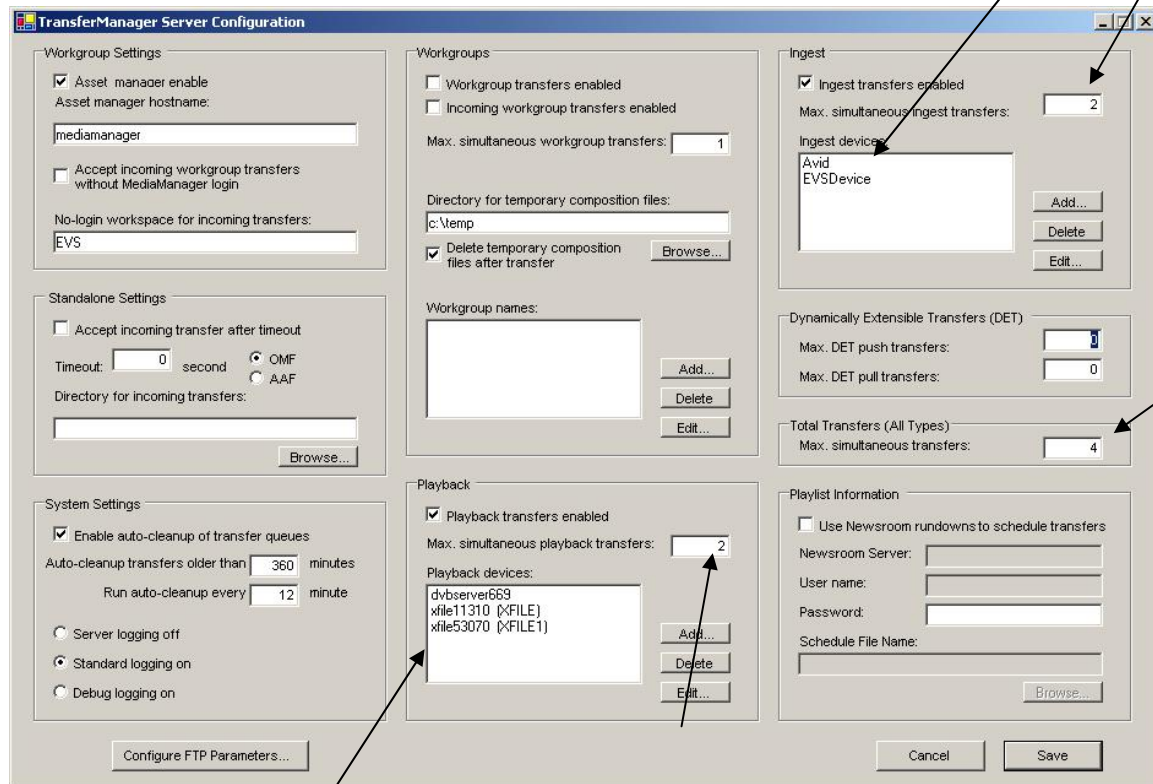 TransferManager Server Configuration
Workgroup Settings
Asset manager enable
Asset manager hostname:
mediamanager
Accept incoming workgroup transfers
without MediaManager login
No-login workspace for incoming transfers:
EVS
Standalone Settings
Accept incoming transfer after timeout
Timeout: 0 second
OMF
AAF
Directory for incoming transfers:
Browse...
System Settings
Enable auto-cleanup of transfer queues
Auto-cleanup transfers older than 360 minutes
Run auto-cleanup every 12 minute
Server logging off
Standard logging on
Debug logging on
Configure FTP Parameters...
Workgroups
Workgroup transfers enabled
Incoming workgroup transfers enabled
Max. simultaneous workgroup transfers: 1
Directory for temporary composition files:
c:\temp
Delete temporary composition
files after transfer
Browse...
Workgroup names:
Add...
Delete
Edit...
Playback
Playback transfers enabled
Max. simultaneous playback transfers: 2
Playback devices:
dvbserver669
xfile11310 (XFILE)
xfile53070 (XFILE1)
Add...
Delete
Edit...
Ingest
Ingest transfers enabled
Max. simultaneous ingest transfers: 2
Ingest devices:
Avid
EVSDevice
Add...
Delete
Edit...
Dynamically Extensible Transfers (DET)
Max. DET push transfers: 0
Max. DET pull transfers: 0
Total Transfers (All Types)
Max. simultaneous transfers: 4
Playlist Information
Use Newsroom rundowns to schedule transfers
Newsroom Server:
User name:
Password:
Schedule File Name:
Browse...
Cancel
Save